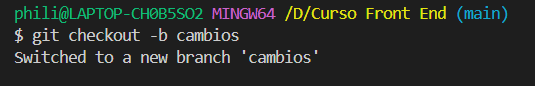 phili@LAPTOP-CH0B5SO2 MINGW64 /D/Curso Front End (main)
$ git checkout -b cambios
Switched to a new branch 'cambios'